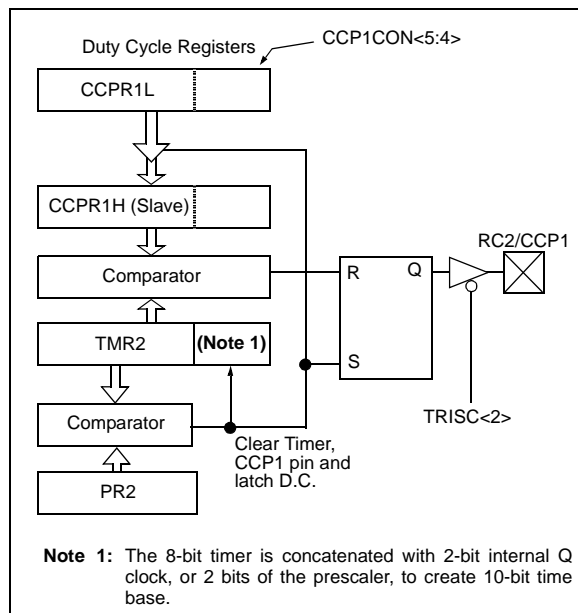 Duty Cycle Registers
CCP1CON<5:4>
CCPR1L
CCPR1H (Slave)
Comparator
TMR2
(Note 1)
Comparator
PR2
R
Q
S
RC2/CCP1
TRISC<2>
Clear Timer,
CCP1 pin and
latch D.C.
Note 1: The 8-bit timer is concatenated with 2-bit internal Q
clock, or 2 bits of the prescaler, to create 10-bit time
base.